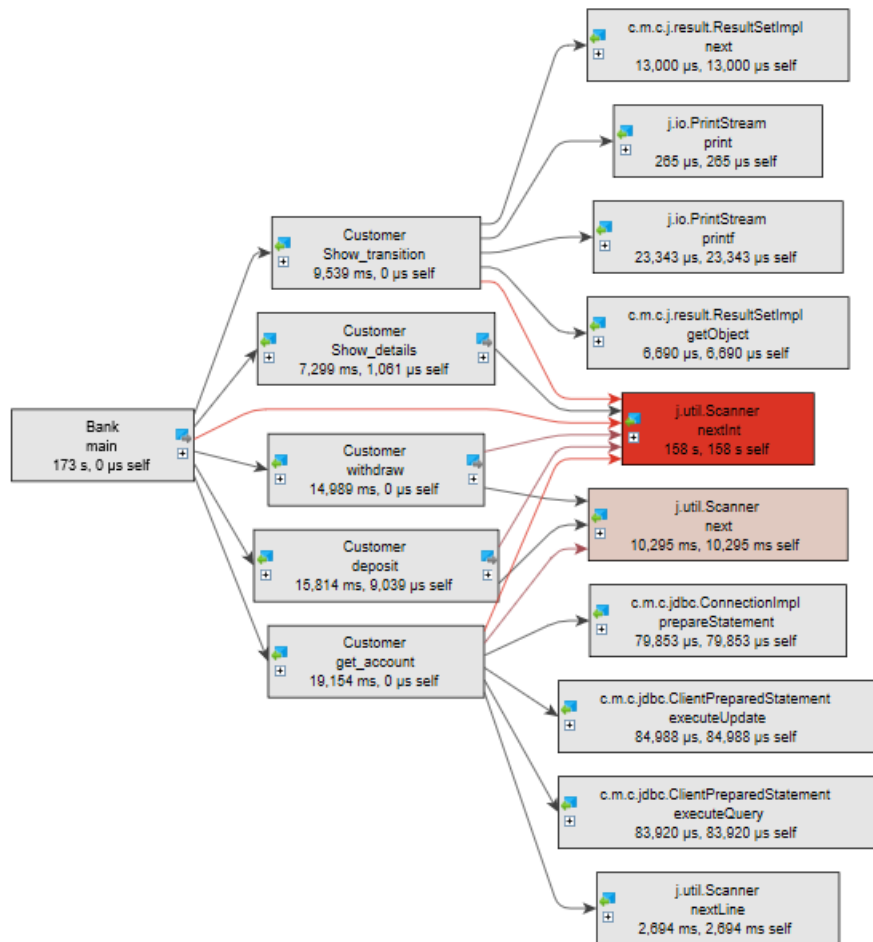 c.m.c.j.result.ResultSetImpl
next
13,000 µs, 13,000 µs self
j.io.PrintStream
print
265 µs, 265 µs self
Customer
Show_transition
9,539 ms, 0 µs self
j.io.PrintStream
printf
23,343 µs, 23,343 µs self
c.m.c.j.result.ResultSetImpl
getObject
6,690 µs, 6,690 µs self
Customer
Show_details
7,299 ms, 1,061 µs self
Bank
main
173 s, 0 µs self
j.util.Scanner
nextInt
158 s, 158 s self
Customer
withdraw
14,989 ms, 0 µs self
j.util.Scanner
next
10,295 ms, 10,295 ms self
Customer
deposit
15,814 ms, 9,039 µs self
c.m.c.jdbc.ConnectionImpl
prepareStatement
79,853 µs, 79,853 µs self
Customer
get_account
19,154 ms, 0 µs self
c.m.c.jdbc.ClientPreparedStatement
executeUpdate
84,988 µs, 84,988 µs self
c.m.c.jdbc.ClientPreparedStatement
executeQuery
83,920 µs, 83,920 µs self
j.util.Scanner
nextLine
2,694 ms, 2,694 ms self